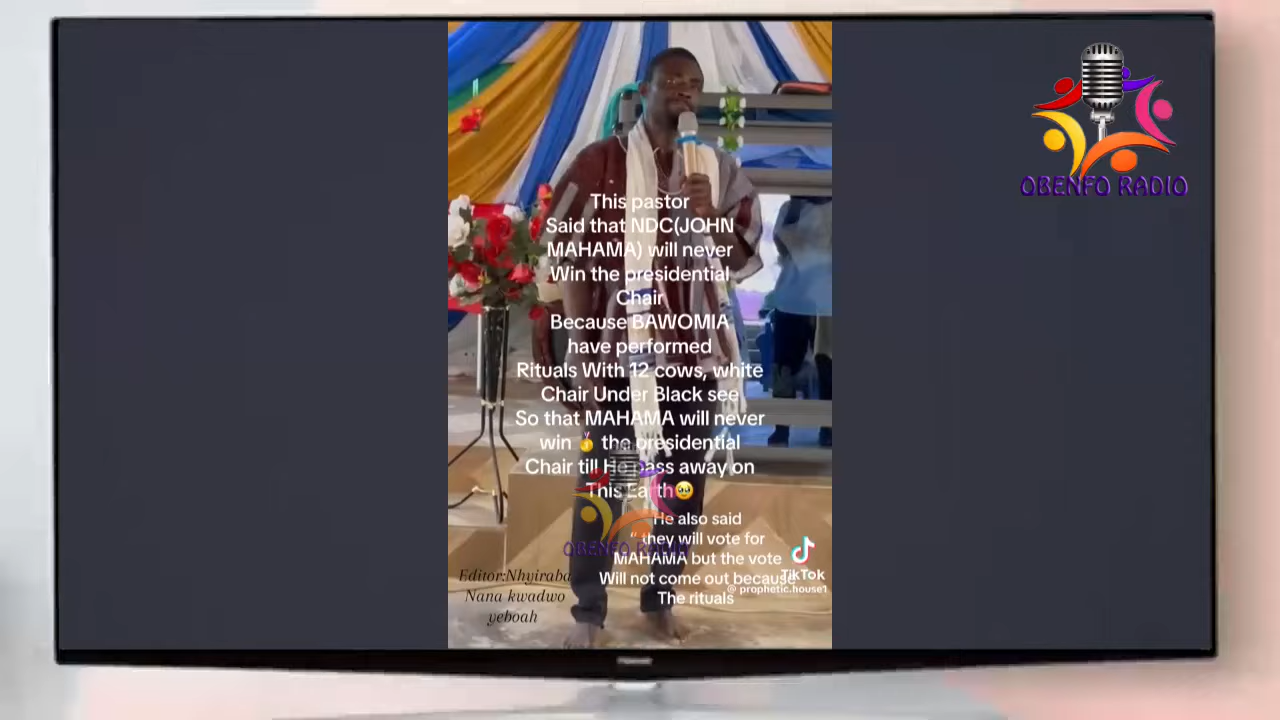 This pastor
Said that NDC(JOHN
MAHAMA) will never
Win the presidential
Chair
Because BAWOMIA
have performed
Rituals With 12 cows, white
Chair Under Black see
So that MAHAMA will never
win 🥇 the presidential
Chair till He pass away on
This Earth🥹
He also said
“ they will vote for
MAHAMA but the vote
Will not come out because
The rituals
Editor:Nhyiraba
Nana kwadwo
yeboah
TikTok
@prophetic.house1
OBENFO RADIO
OBENFO RADIO